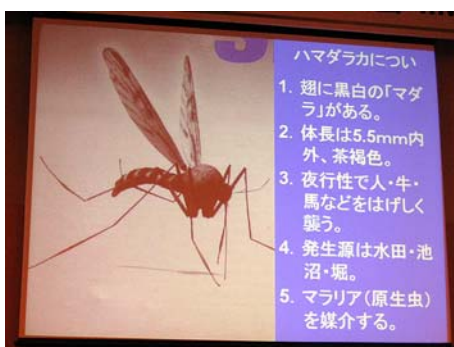 ハマダラカについ
1. 翅に黒白の「マダ
ラ」がある。
2. 体長は5.5mm内
外、茶褐色。
3. 夜行性で人・牛・
馬などをはげしく
襲う。
4. 発生源は水田・池
沼・堀。
5. マラリア(原生虫)
を媒介する。